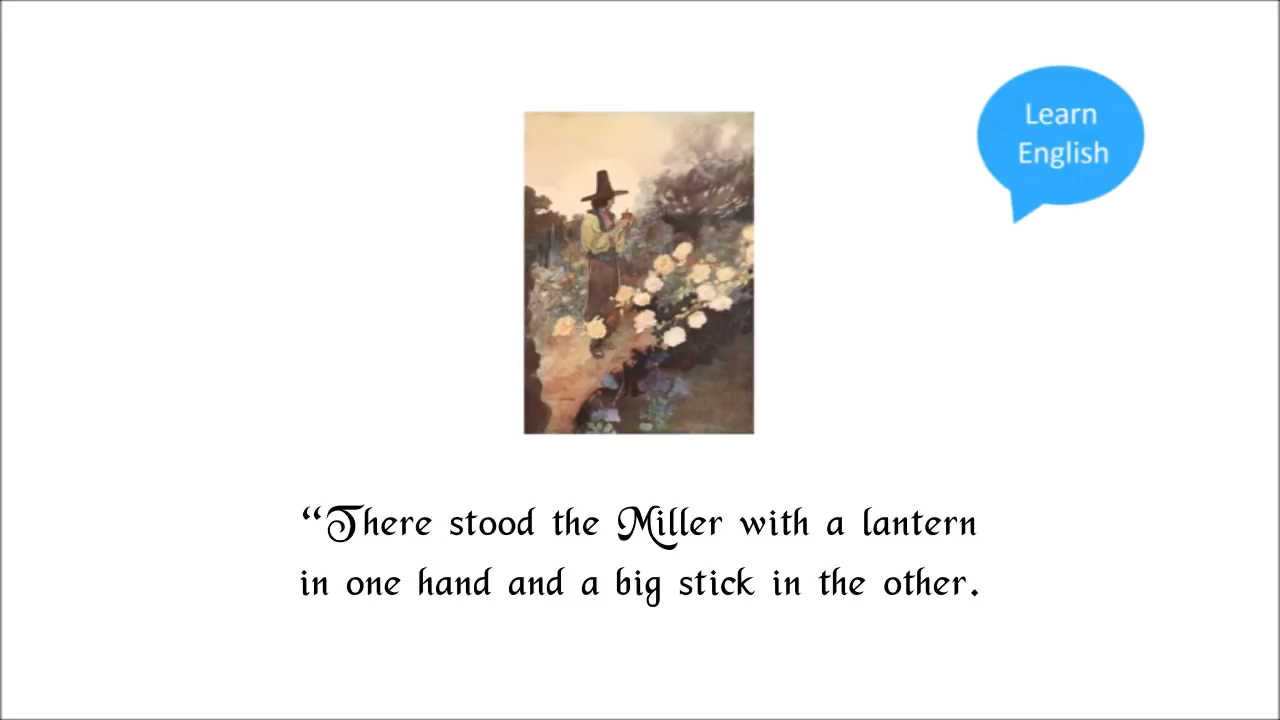 Learn
English
“There stood the Miller with a lantern
in one hand and a big stick in the other.